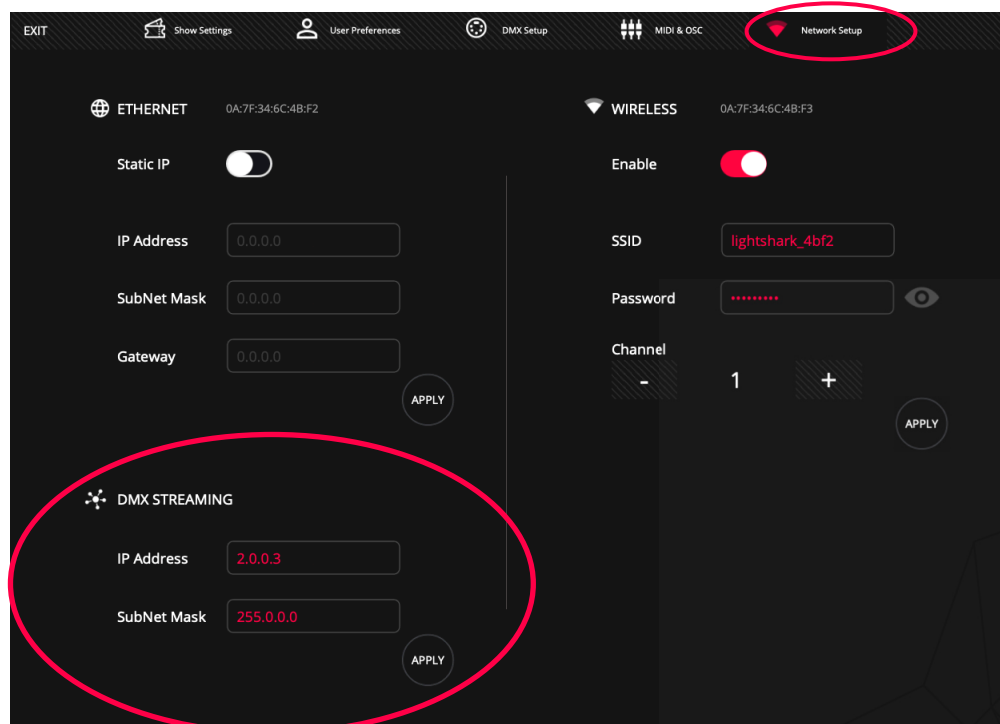 EXIT
Show Settings
User Preferences
DMX Setup
MIDI & OSC
Network Setup
ETHERNET 0A:7F:34:6C:4B:F2
Static IP
IP Address 0.0.0.0
SubNet Mask 0.0.0.0
Gateway 0.0.0.0
APPLY
DMX STREAMING
IP Address 2.0.0.3
SubNet Mask 255.0.0.0
APPLY
WIRELESS 0A:7F:34:6C:4B:F3
Enable
SSID lightshark_4bf2
Password •••••••••
Channel
- 1 +
APPLY